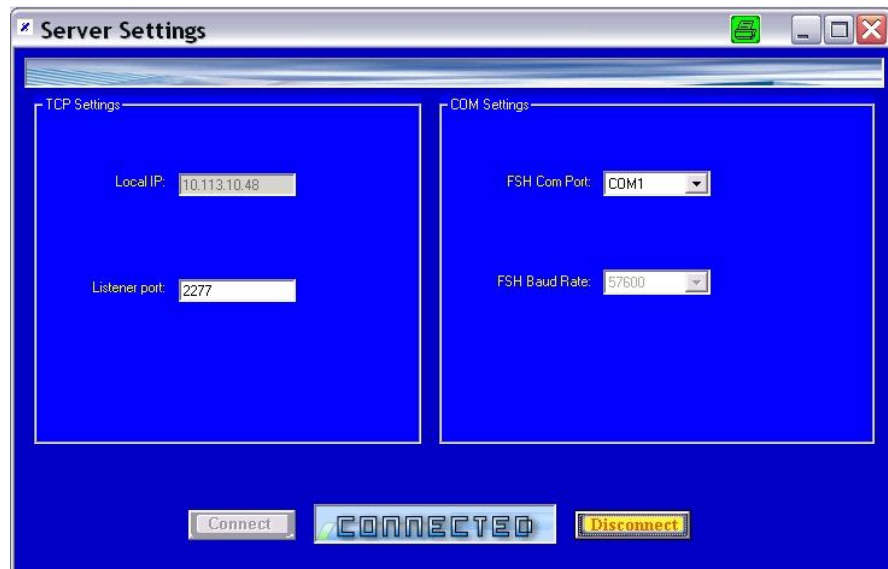 Server Settings
TCP Settings
Local IP: 10.113.10.48
Listener port: 2277
COM Settings
FSH Com Port: COM1
FSH Baud Rate: 57600
Connect
CONNECTED
Disconnect